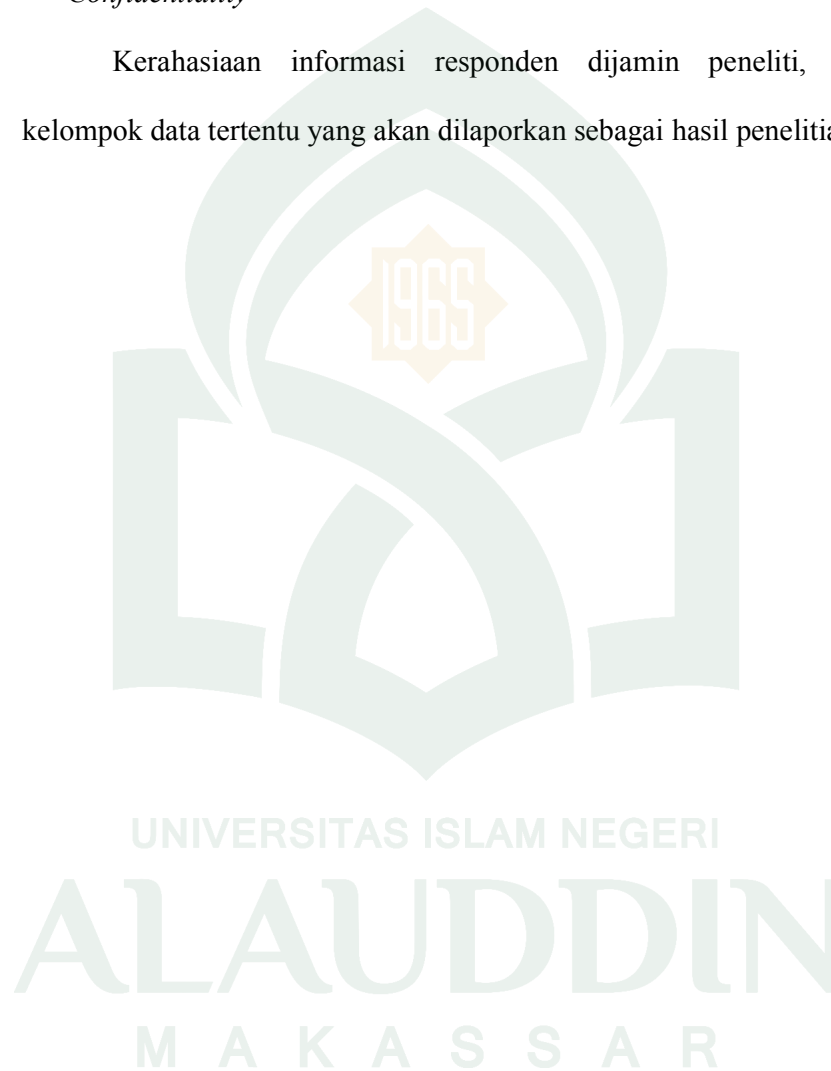 Confidentiality
Kerahasiaan informasi responden dijamin peneliti,
kelompok data tertentu yang akan dilaporkan sebagai hasil
1965
UNIVERSITAS ISLAM NEGERI
ALAUDDIN
MAKASSAR